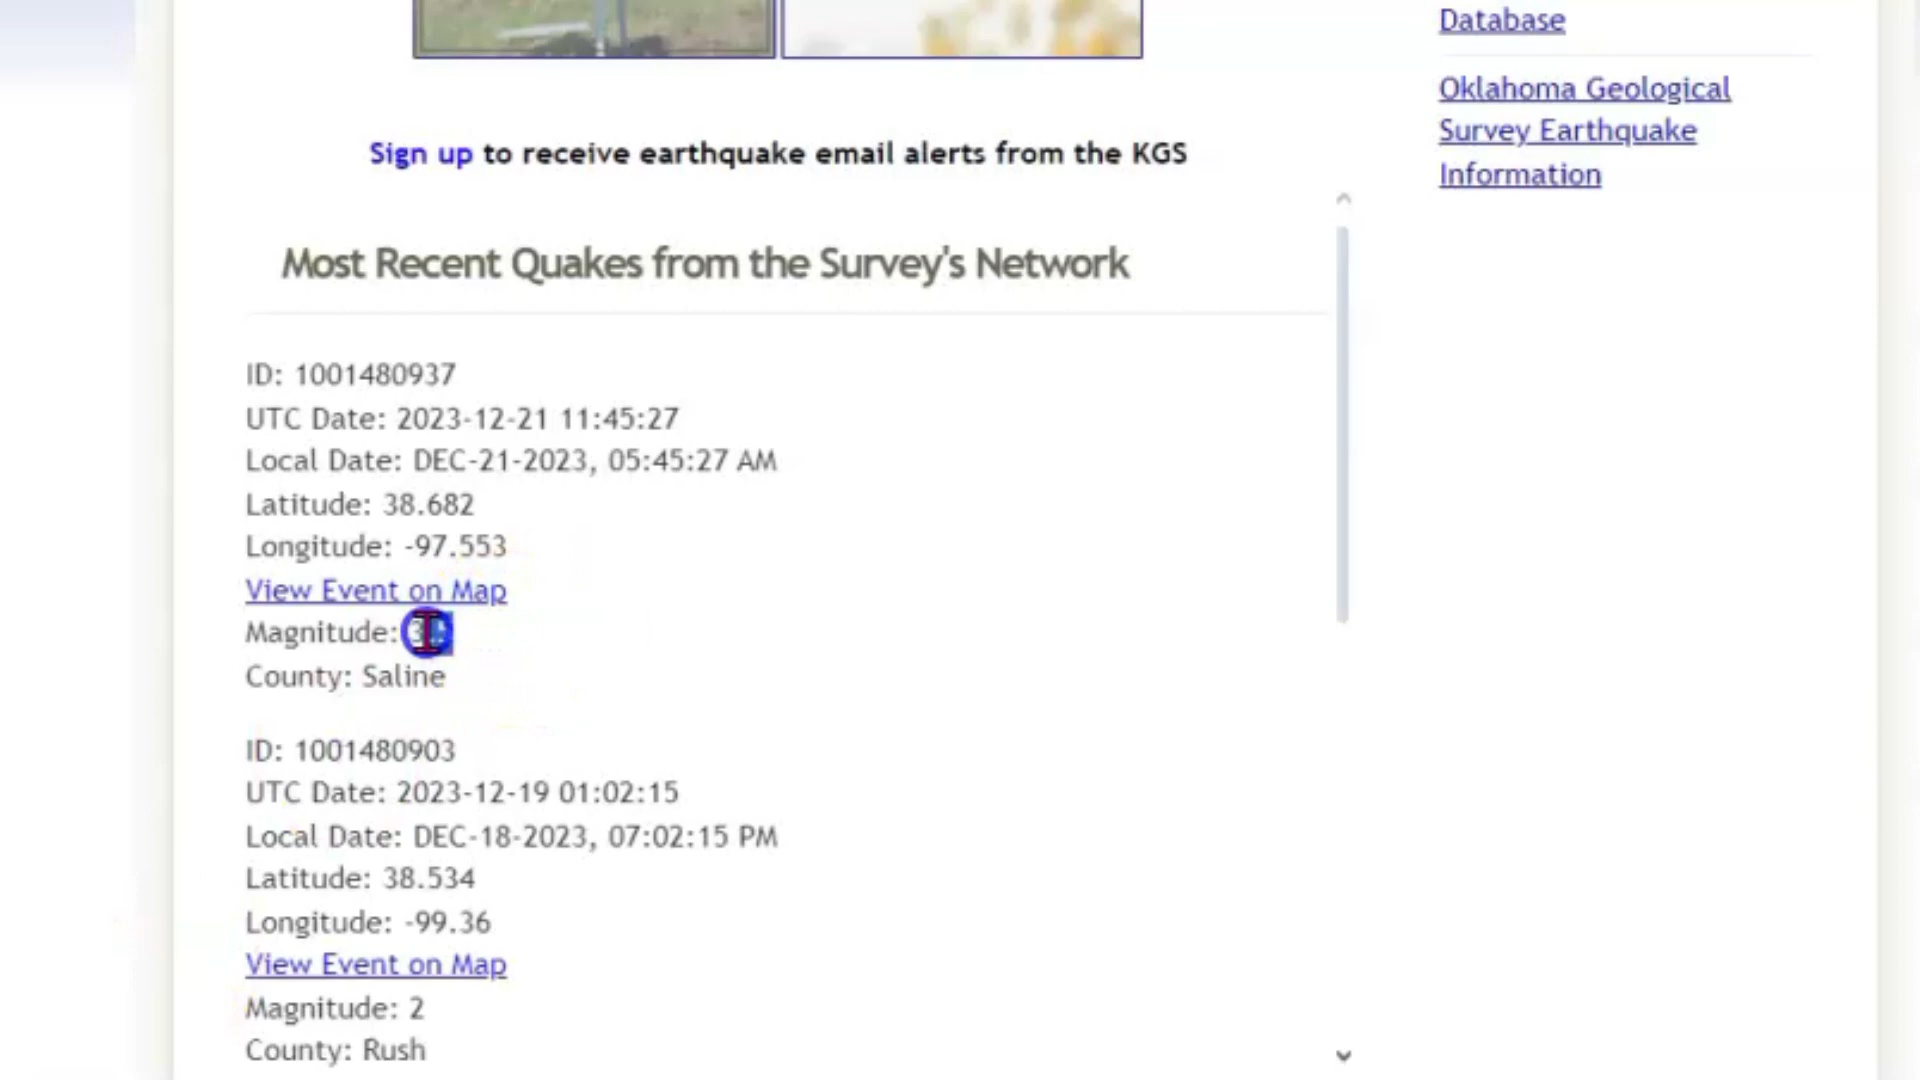 Database
Oklahoma Geological
Survey Earthquake
Information
Sign up to receive earthquake email alerts from the KGS
Most Recent Quakes from the Survey's Network
ID: 1001480937
UTC Date: 2023-12-21 11:45:27
Local Date: DEC-21-2023, 05:45:27 AM
Latitude: 38.682
Longitude: -97.553
View Event on Map
Magnitude:
County: Saline
ID: 1001480903
UTC Date: 2023-12-19 01:02:15
Local Date: DEC-18-2023, 07:02:15 PM
Latitude: 38.534
Longitude: -99.36
View Event on Map
Magnitude: 2
County: Rush